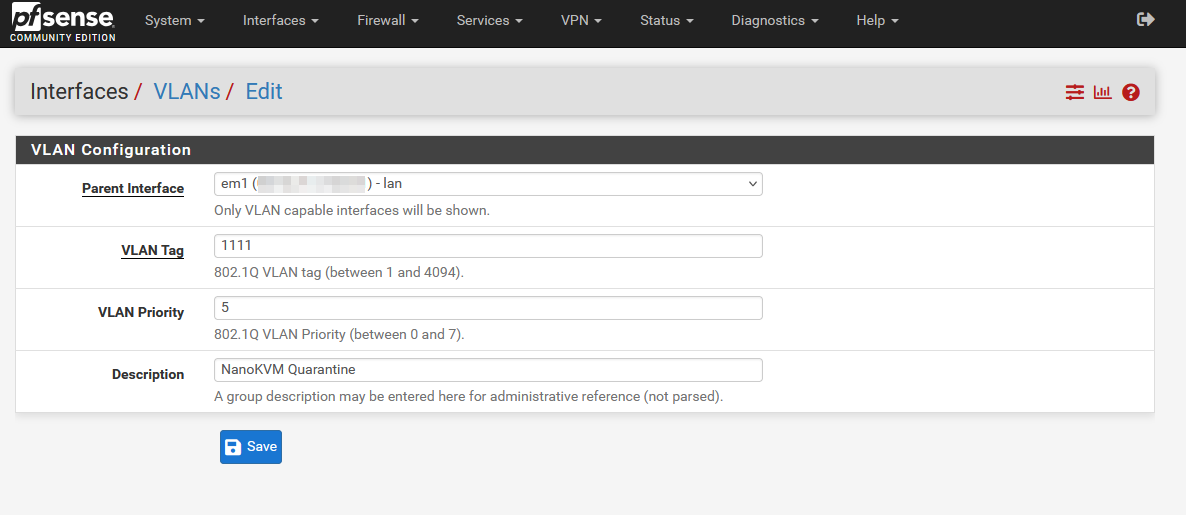 pfsense
COMMUNITY EDITION
System Interfaces Firewall Services VPN Status Diagnostics Help
Interfaces / VLANs / Edit
VLAN Configuration
Parent Interface
em1 ( ) - lan
Only VLAN capable interfaces will be shown.
VLAN Tag
1111
802.1Q VLAN tag (between 1 and 4094).
VLAN Priority
5
802.1Q VLAN Priority (between 0 and 7).
Description
NanoKVM Quarantine
A group description may be entered here for administrative reference (not parsed).
Save